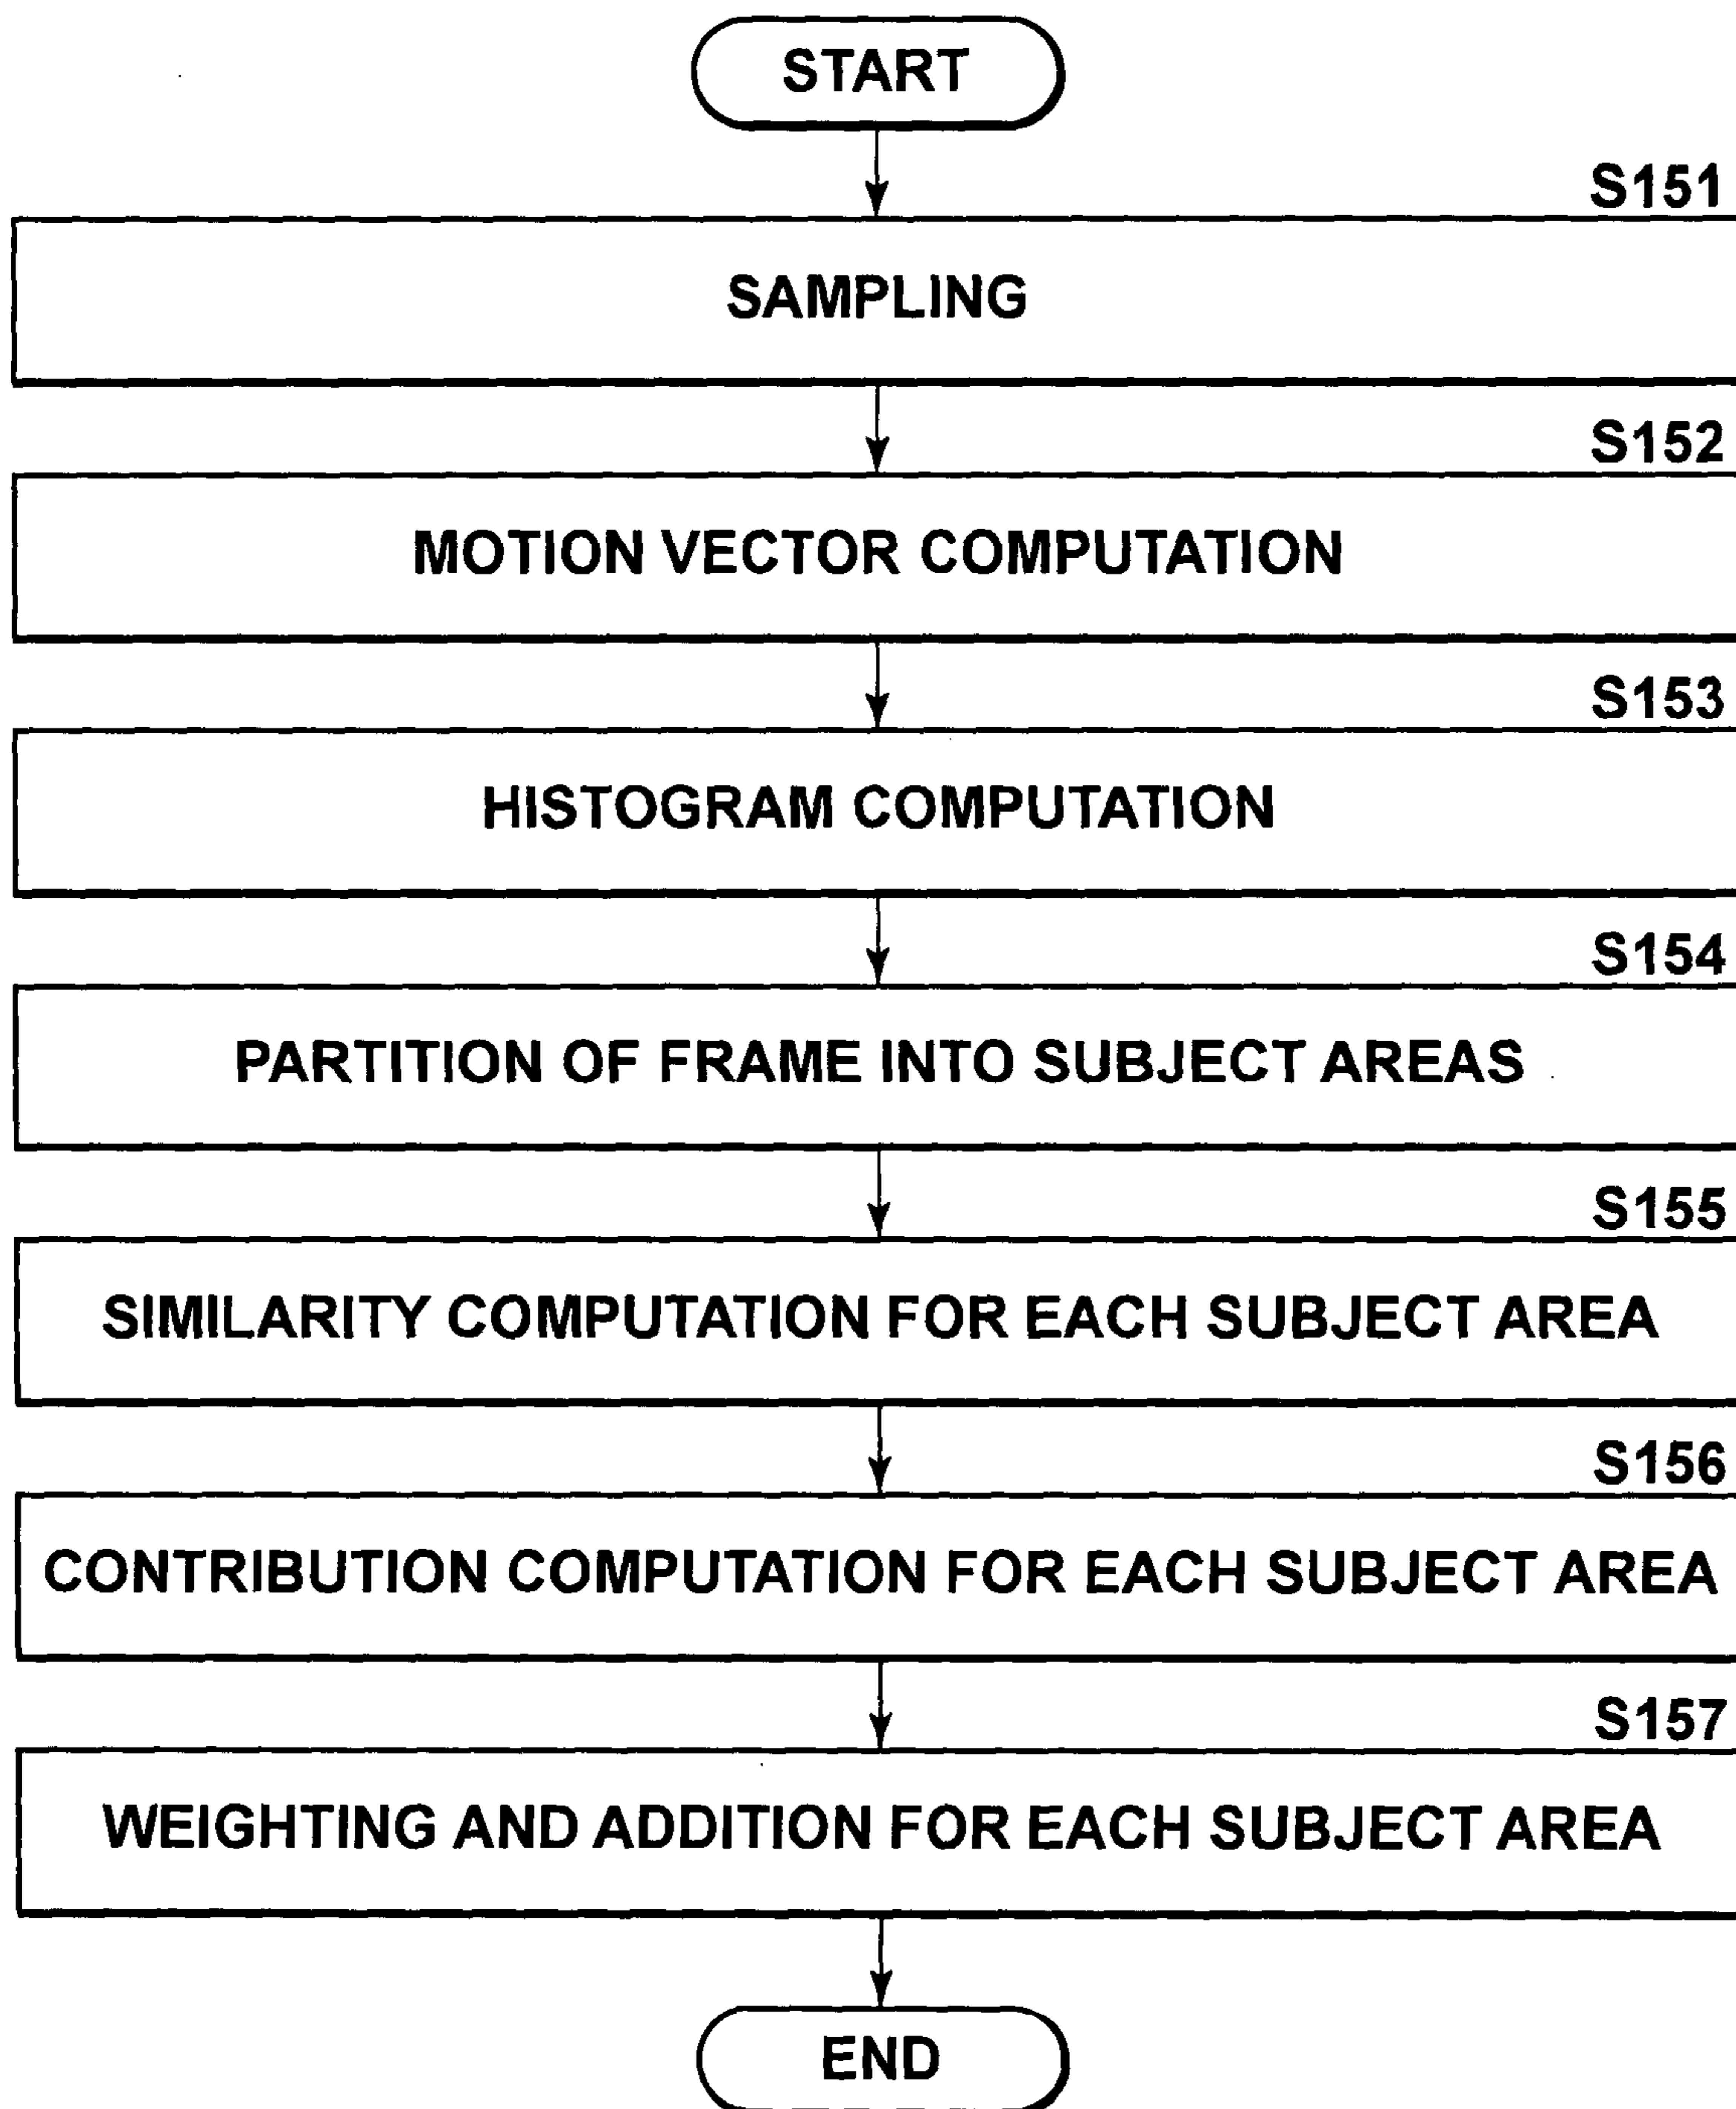 START
S151
SAMPLING
S152
MOTION VECTOR COMPUTATION
S153
HISTOGRAM COMPUTATION
S154
PARTITION OF FRAME INTO SUBJECT AREAS
S155
SIMILARITY COMPUTATION FOR EACH SUBJECT AREA
S156
CONTRIBUTION COMPUTATION FOR EACH SUBJECT AREA
S157
WEIGHTING AND ADDITION FOR EACH SUBJECT AREA
END